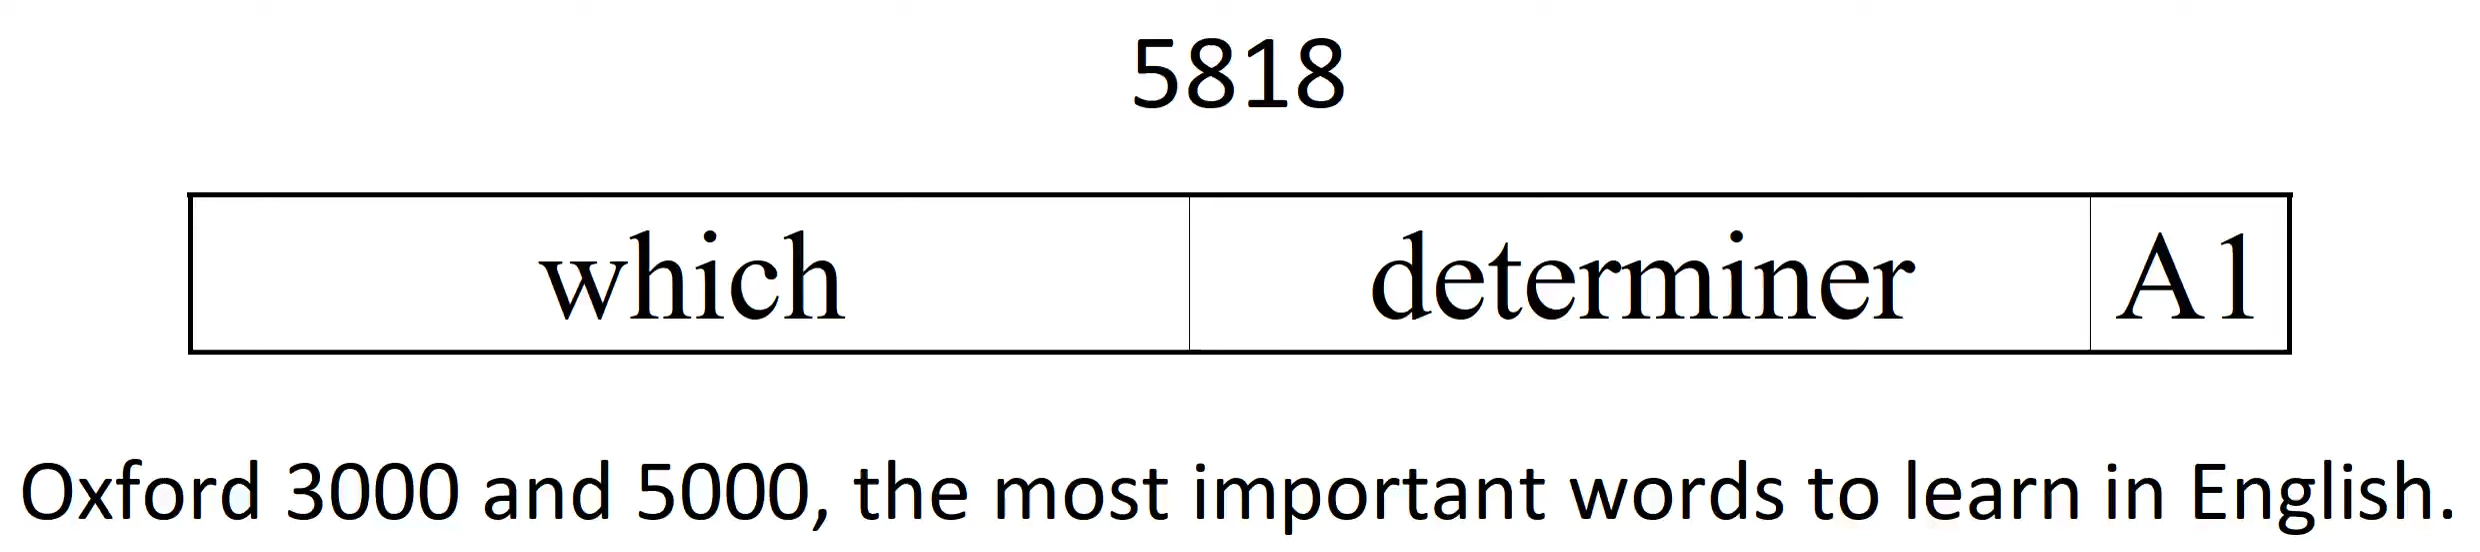 5818
which determiner A1
Oxford 3000 and 5000, the most important words to learn in English.